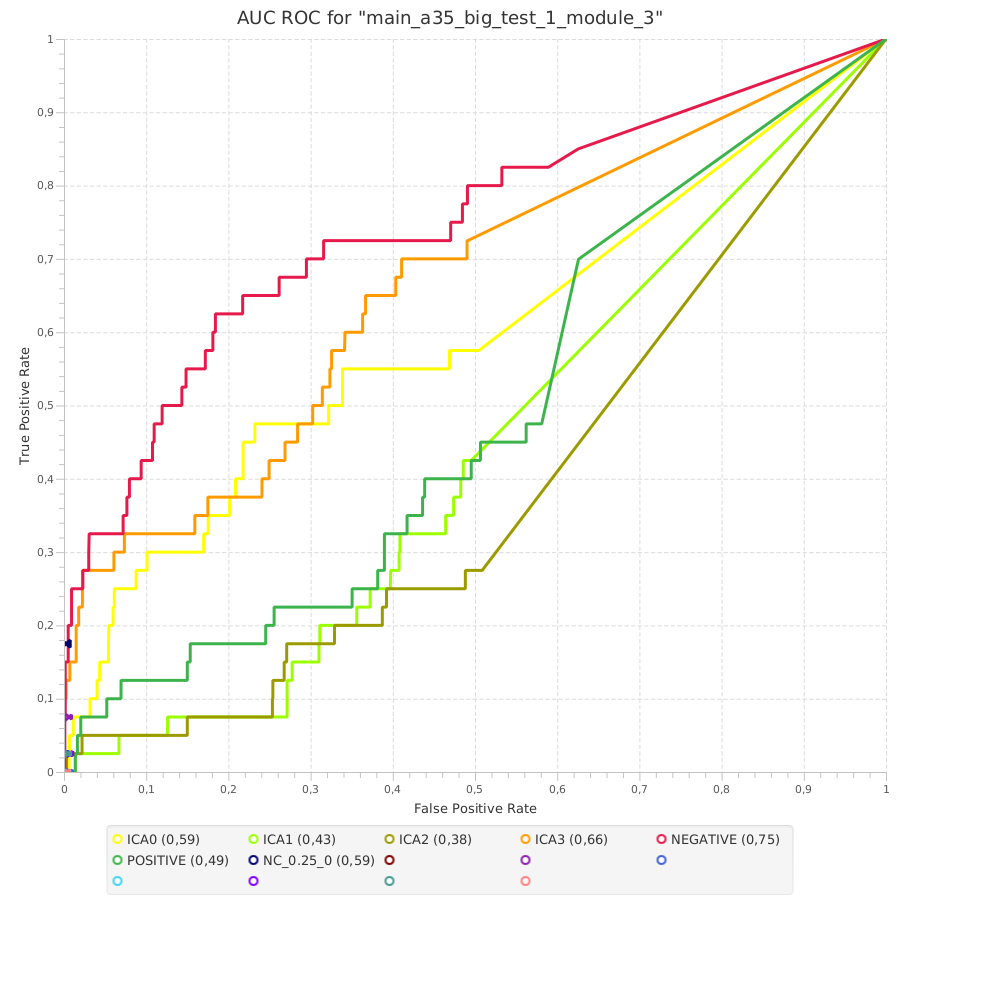 AUC ROC for "main_a35_big_test_1_module_3"
1
0,9
0,8
0,7
0,6
0,5
0,4
0,3
0,2
0,1
0
True Positive Rate
0 0,1 0,2 0,3 0,4 0,5 0,6 0,7 0,8 0,9 1
False Positive Rate
ICA0 (0,59) ICA1 (0,43) ICA2 (0,38) ICA3 (0,66) NEGATIVE (0,75)
POSITIVE (0,49) NC_0.25_0 (0,59)